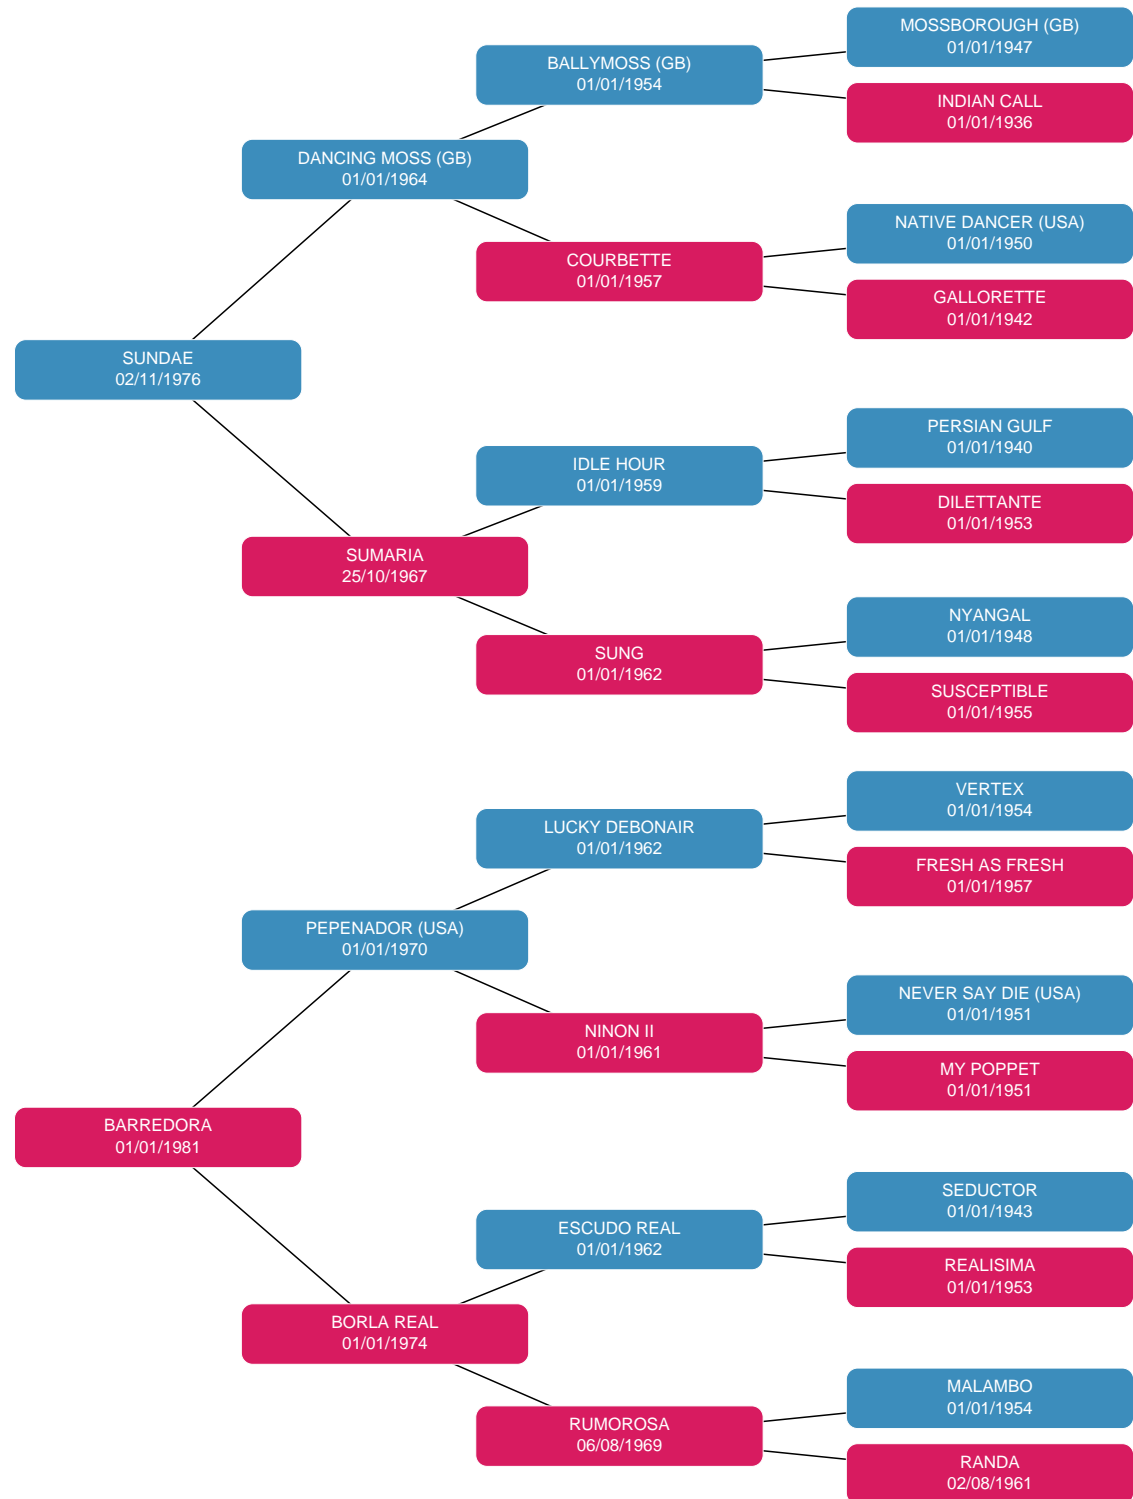 MOSSBOROUGH (GB)
01/01/1947
BALLYMOSS (GB)
01/01/1954
INDIAN CALL
01/01/1936
DANCING MOSS (GB)
01/01/1964
NATIVE DANCER (USA)
01/01/1950
COURBETTE
01/01/1957
GALLORETTE
01/01/1942
SUNDAE
02/11/1976
PERSIAN GULF
01/01/1940
IDLE HOUR
01/01/1959
DILETTANTE
01/01/1953
SUMARIA
25/10/1967
NYANGAL
01/01/1948
SUNG
01/01/1962
SUSCEPTIBLE
01/01/1955
VERTEX
01/01/1954
LUCKY DEBONAIR
01/01/1962
FRESH AS FRESH
01/01/1957
PEPENADOR (USA)
01/01/1970
NEVER SAY DIE (USA)
01/01/1951
NINON II
01/01/1961
MY POPPET
01/01/1951
BARREDORA
01/01/1981
SEDUCTOR
01/01/1943
ESCUDO REAL
01/01/1962
REALISIMA
01/01/1953
BORLA REAL
01/01/1974
MALAMBO
01/01/1954
RUMOROSA
06/08/1969
RANDA
02/08/1961